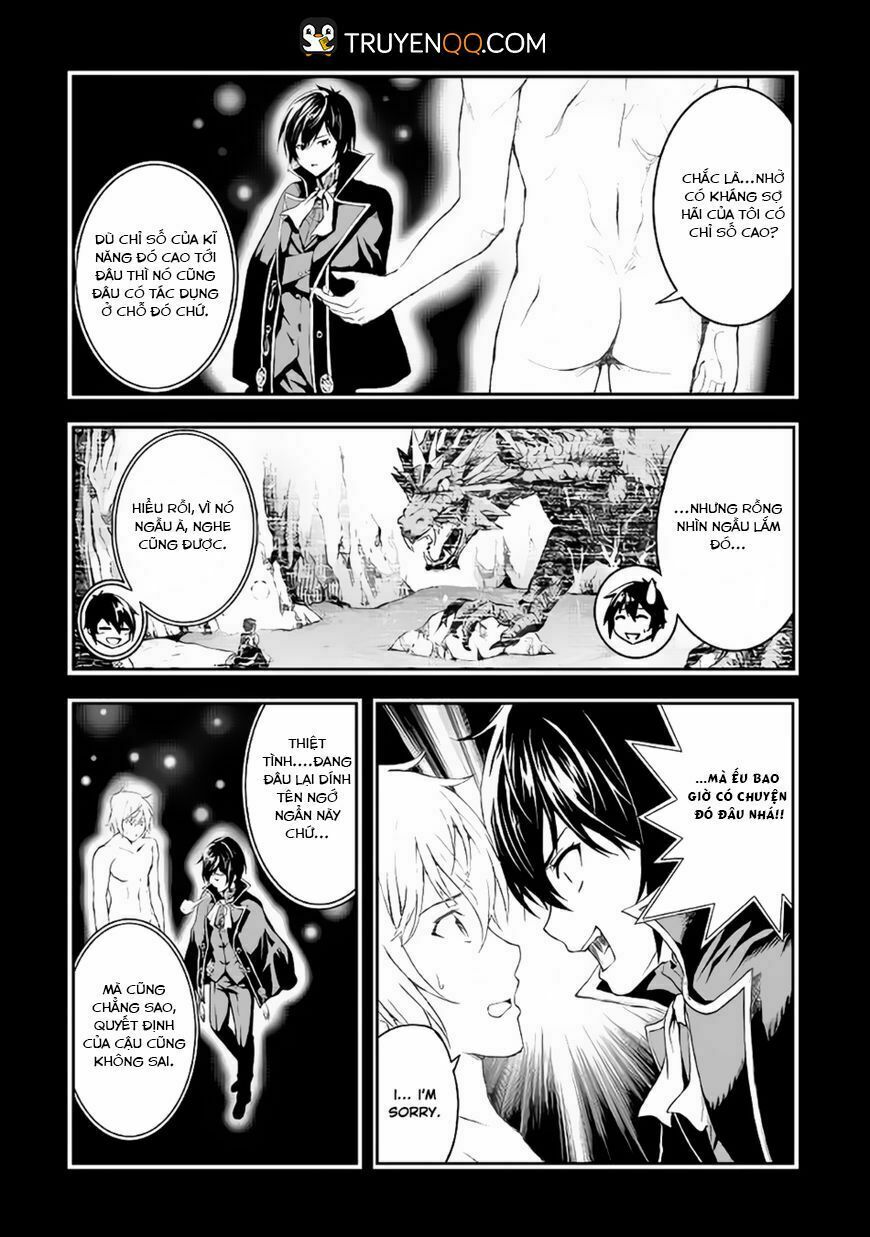 TRUYENQQ.COM
CHẮC LÀ...NHỜ
CÓ KHÁNG SỢ
HÃI CỦA TÔI CÓ
CHỈ SỐ CAO?
DÙ CHỈ SỐ CỦA KĨ
NĂNG ĐÓ CAO TỚI
ĐÂU THÌ NÓ CŨNG
ĐÂU CÓ TÁC DỤNG
Ở CHỖ ĐÓ CHỨ.
...NHƯNG RỒNG
NHÌN NGẦU LẮM
ĐÓ...
HIỂU RỒI, VÌ NÓ
NGẦU À, NGHE
CŨNG ĐƯỢC.
...MÀ ẾU BAO
GIỜ CÓ CHUYỆN
ĐÓ ĐÂU NHÁ!!
I... I'M
SORRY.
THIỆT
TÌNH....ĐANG
ĐÂU LẠI DÍNH
TÊN NGỚ
NGẨN NÀY
CHỨ...
MÀ CŨNG
CHẲNG SAO,
QUYẾT ĐỊNH
CỦA CẬU CŨNG
KHÔNG SAI.